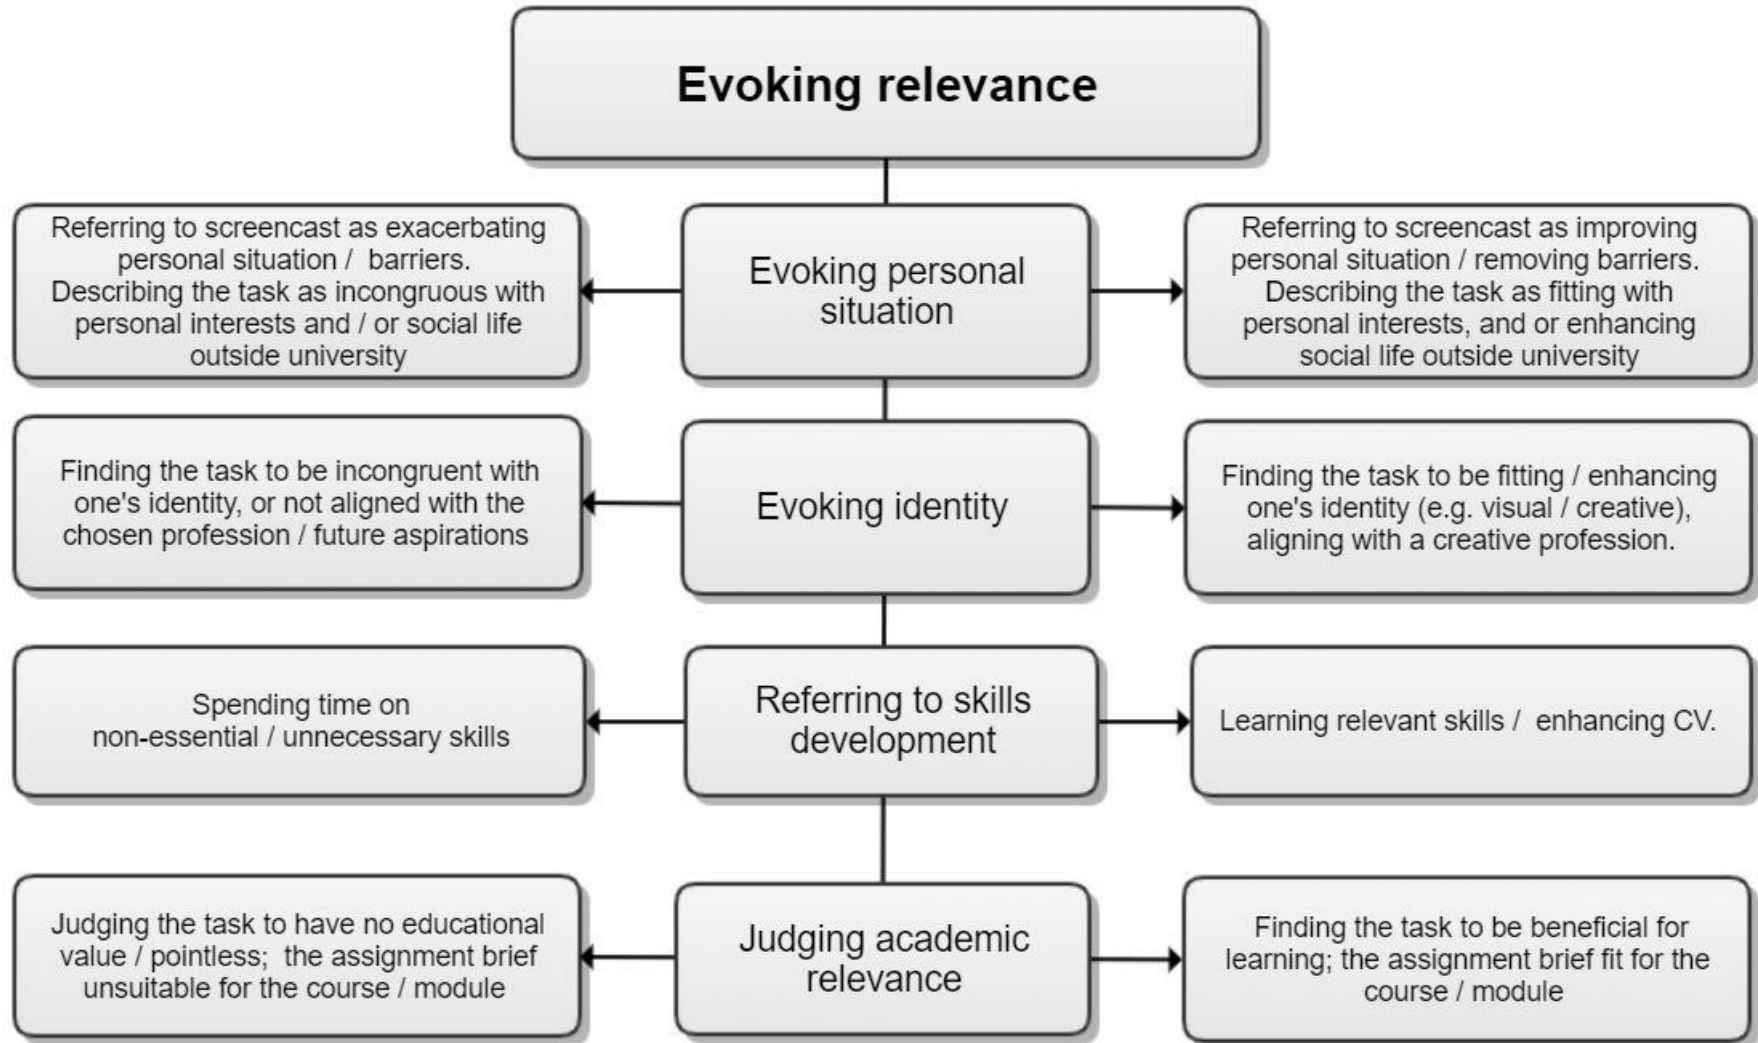 Evoking relevance
Referring to screencast as exacerbating
personal situation /  barriers.
Describing the task as incongruous with
personal interests and / or social life
outside university
Evoking personal
situation
Referring to screencast as improving
personal situation / removing barriers.
Describing the task as fitting with
personal interests, and or enhancing
social life outside university
Finding the task to be incongruent with
one's identity, or not aligned with the
chosen profession / future aspirations
Evoking identity
Finding the task to be fitting / enhancing
one's identity (e.g. visual / creative),
aligning with a creative profession.
Spending time on
non-essential / unnecessary skills
Referring to skills
development
Learning relevant skills /  enhancing CV.
Judging the task to have no educational
value / pointless;  the assignment brief
unsuitable for the course / module
Judging academic
relevance
Finding the task to be beneficial for
learning; the assignment brief fit for the
course / module